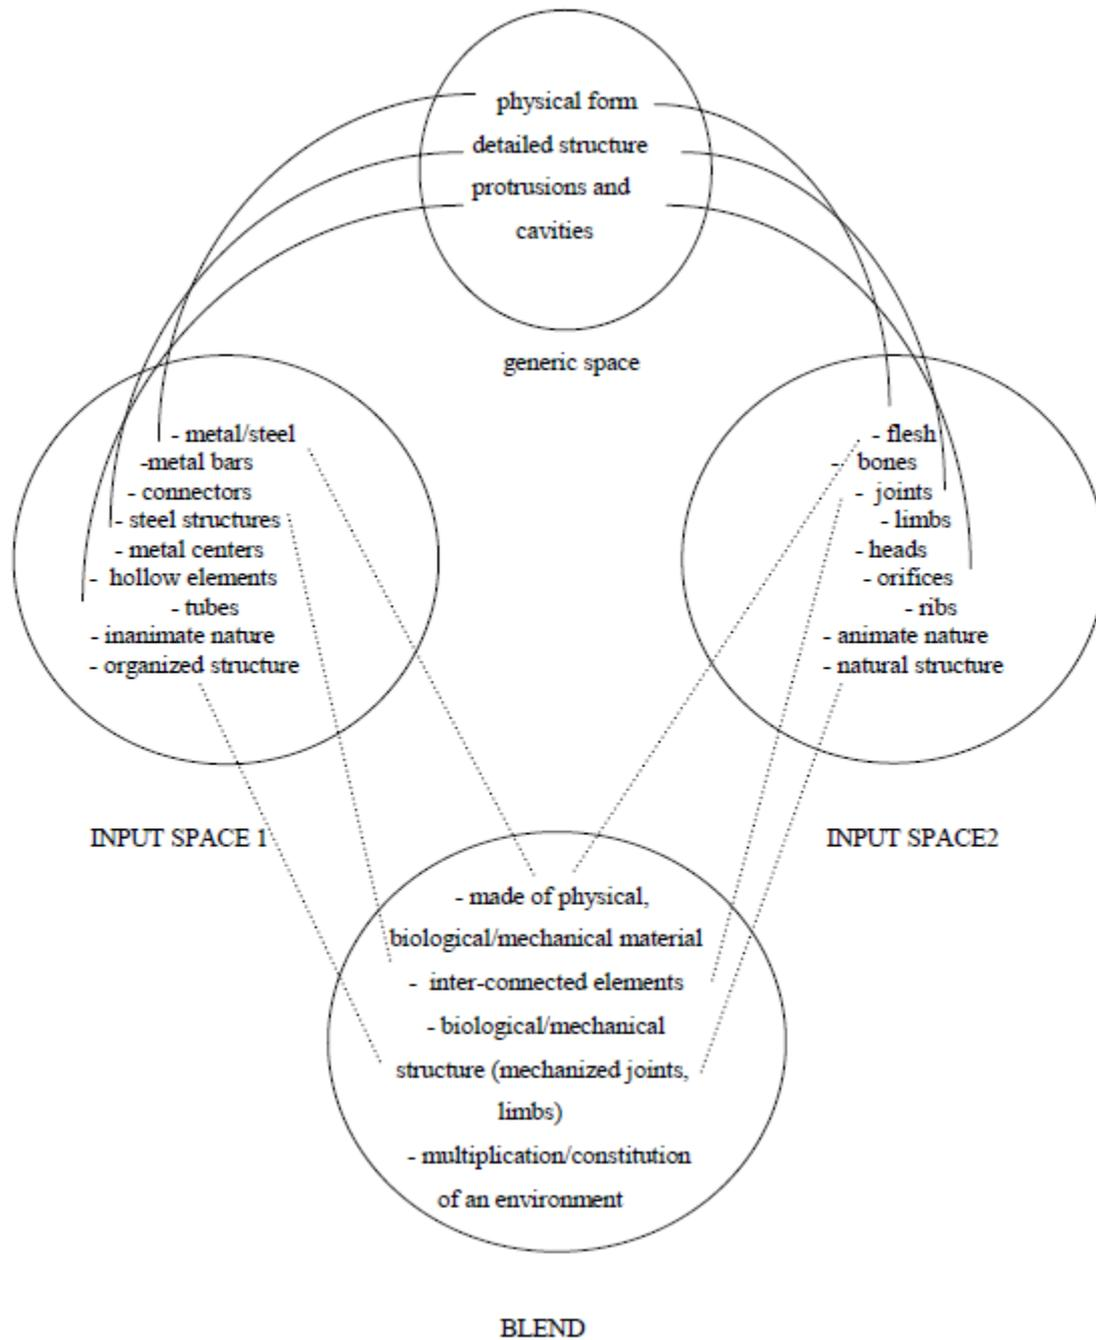 physical form
detailed structure
protrusions and
cavities
generic space
- metal/steel
-metal bars
- connectors
- steel structures
- metal centers
- hollow elements
- tubes
- inanimate nature
- organized structure
INPUT SPACE 1
- flesh
- bones
- joints
- limbs
- heads
- orifices
- ribs
- animate nature
- natural structure
INPUT SPACE2
- made of physical,
biological/mechanical material
- inter-connected elements
- biological/mechanical
structure (mechanized joints,
limbs)
- multiplication/constitution
of an environment
BLEND